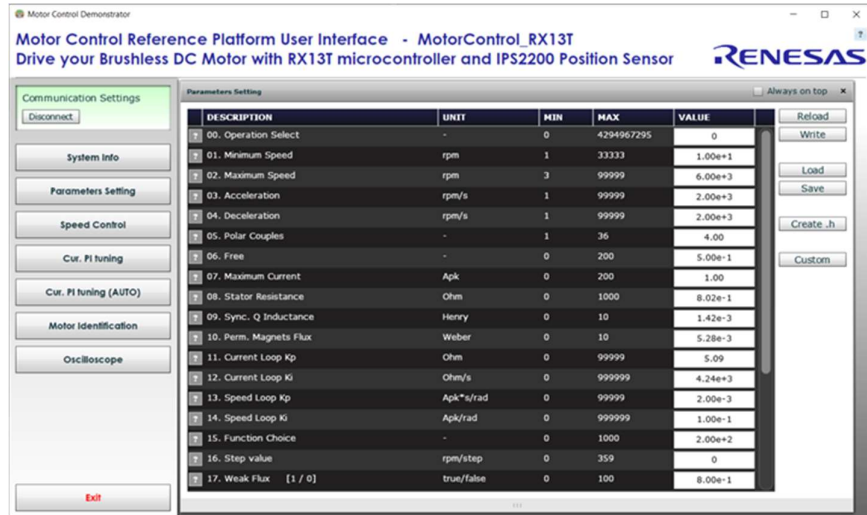 Motor Control Demonstrator
Motor Control Reference Platform User Interface - MotorControl_RX13T
Drive your Brushless DC Motor with RX13T microcontroller and IPS2200 Position Sensor
RENESAS
?
Communication Settings
Disconnect
System Info
Parameters Setting
Speed Control
Cur. PI tuning
Cur. PI tuning (AUTO)
Motor Identification
Oscilloscope
Exit
Parameters Setting
Always on top ×
DESCRIPTION UNIT MIN MAX VALUE
? 00. Operation Select - 0 4294967295 0
? 01. Minimum Speed rpm 1 33333 1.00e+1
? 02. Maximum Speed rpm 3 99999 6.00e+3
? 03. Acceleration rpm/s 1 99999 2.00e+3
? 04. Deceleration rpm/s 1 99999 2.00e+3
? 05. Polar Couples - 1 36 4.00
? 06. Free - 0 200 5.00e-1
? 07. Maximum Current Apk 0 200 1.00
? 08. Stator Resistance Ohm 0 1000 8.02e-1
? 09. Sync. Q Inductance Henry 0 10 1.42e-3
? 10. Perm. Magnets Flux Weber 0 10 5.28e-3
? 11. Current Loop Kp Ohm 0 99999 5.09
? 12. Current Loop Ki Ohm/s 0 999999 4.24e+3
? 13. Speed Loop Kp Apk*s/rad 0 99999 2.00e-3
? 14. Speed Loop Ki Apk/rad 0 999999 1.00e-1
? 15. Function Choice - 0 1000 2.00e+2
? 16. Step value rpm/step 0 359 0
? 17. Weak Flux [1 / 0] true/false 0 100 8.00e-1
Reload
Write
Load
Save
Create .h
Custom